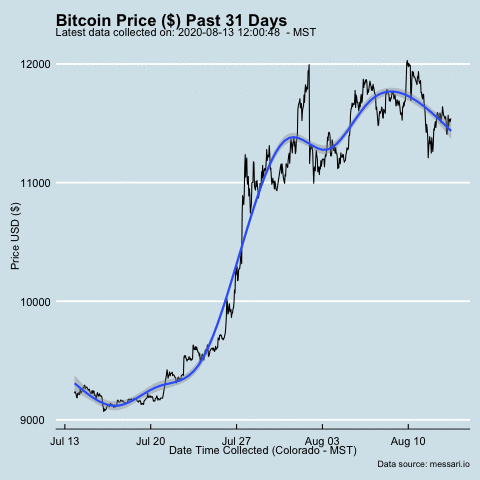 Bitcoin Price ($) Past 31 Days
Latest data collected on: 2020-08-13 12:00:48 - MST
12000
11000
10000
9000
Price USD ($)
Jul 13 Jul 20 Jul 27 Aug 03 Aug 10
Date Time Collected (Colorado - MST)
Data source: messari.io